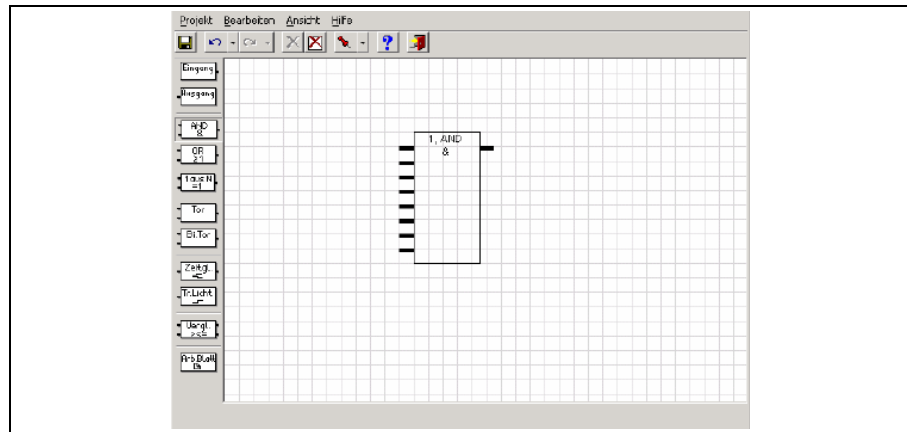 Projekt Bearbeiten Ansicht Hilfe
Eingang
Ausgang
AND
&
OR
≥1
1 aus N
=1
Tor
Bi.Tor
Zeitgl.
Tr.Licht
Vergl.
> < =
Arb.Blatt
1, AND
&